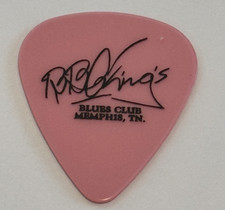 B.B. King's
BLUES CLUB
MEMPHIS, TN.